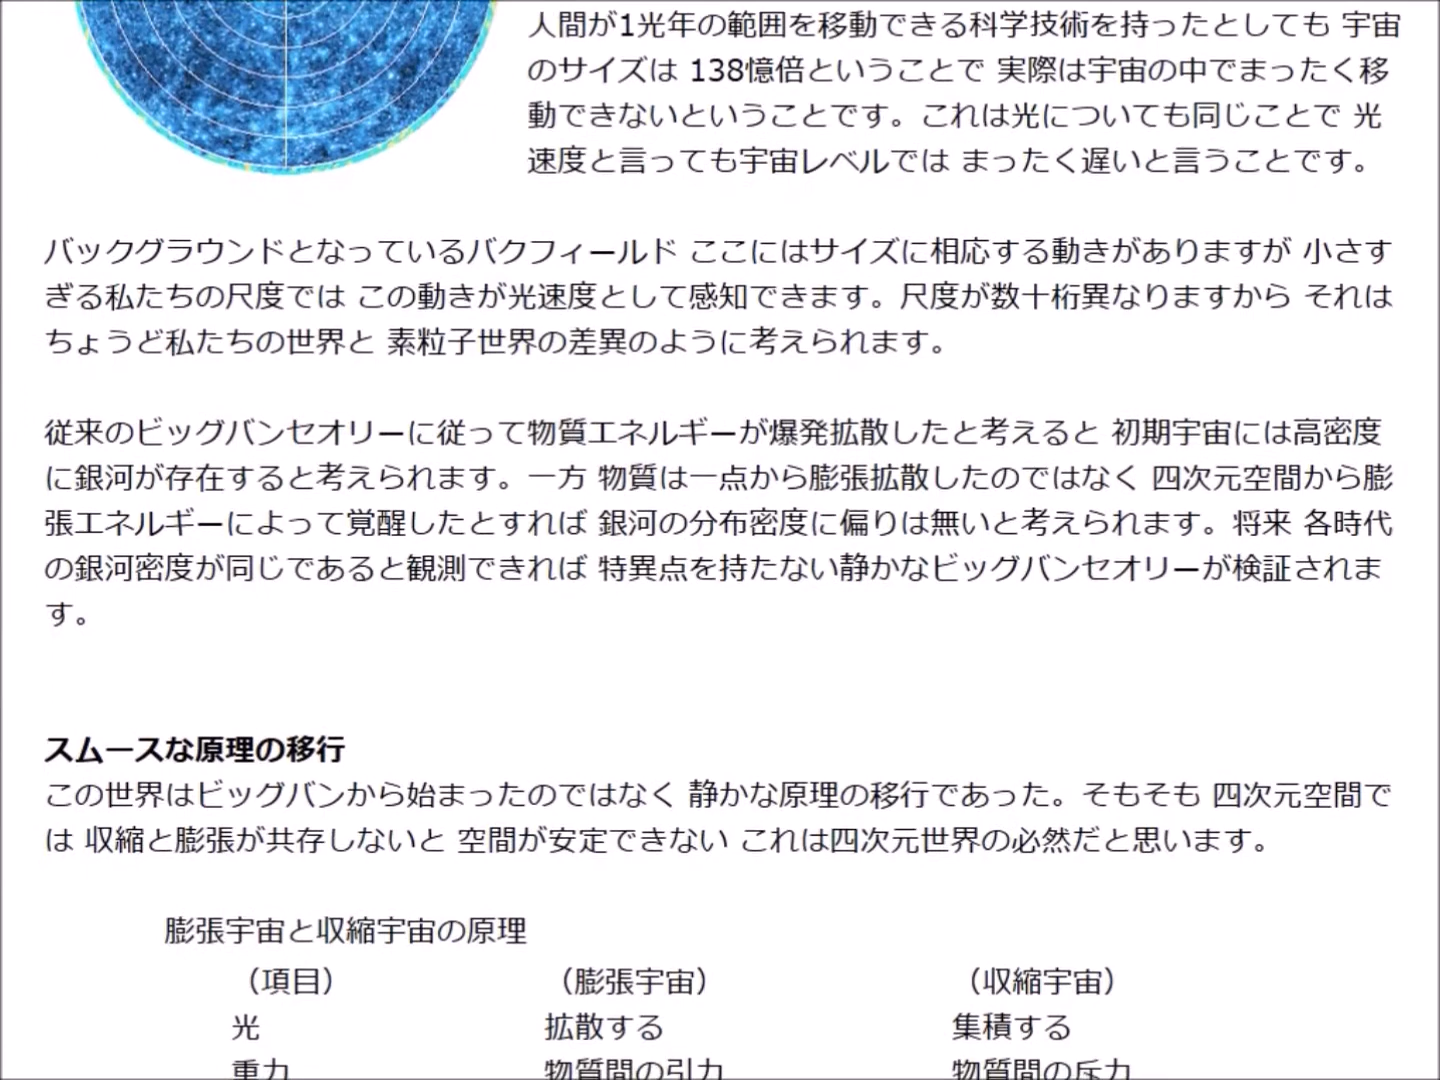 人間が1光年の範囲を移動できる科学技術を持ったとしても 宇宙
のサイズは 138憶倍ということで 実際は宇宙の中でまったく移
動できないということです。これは光についても同じことで 光
速度と言っても宇宙レベルでは まったく遅いと言うことです。
バックグラウンドとなっているバクフィールド ここにはサイズに相応する動きがありますが 小さす
ぎる私たちの尺度では この動きが光速度として感知できます。尺度が数十桁異なりますから それは
ちょうど私たちの世界と 素粒子世界の差異のように考えられます。
従来のビッグバンセオリーに従って物質エネルギーが爆発拡散したと考えると 初期宇宙には高密度
に銀河が存在すると考えられます。一方 物質は一点から膨張拡散したのではなく 四次元空間から膨
張エネルギーによって覚醒したとすれば 銀河の分布密度に偏りは無いと考えられます。将来 各時代
の銀河密度が同じであると観測できれば 特異点を持たない静かなビッグバンセオリーが検証されま
す。
スムースな原理の移行
この世界はビッグバンから始まったのではなく 静かな原理の移行であった。そもそも 四次元空間で
は 収縮と膨張が共存しないと 空間が安定できない これは四次元世界の必然だと思います。
膨張宇宙と収縮宇宙の原理
（項目） （膨張宇宙） （収縮宇宙）
光 拡散する 集積する
重力 物質間の引力 物質間の斥力